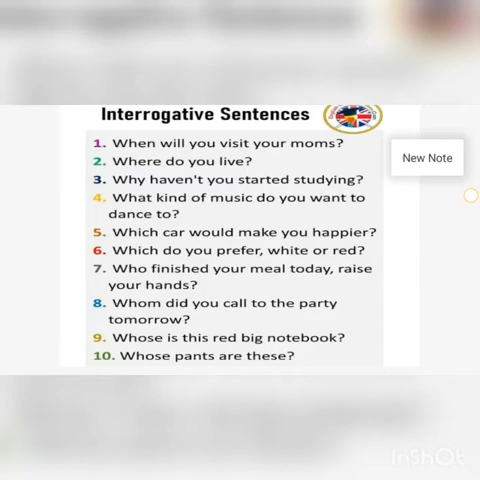 Interrogative Sentences
1. When will you visit your moms?
2. Where do you live?
3. Why haven't you started studying?
4. What kind of music do you want to
dance to?
5. Which car would make you happier?
6. Which do you prefer, white or red?
7. Who finished your meal today, raise
your hands?
8. Whom did you call to the party
tomorrow?
9. Whose is this red big notebook?
10. Whose pants are these?
New Note
InShOt